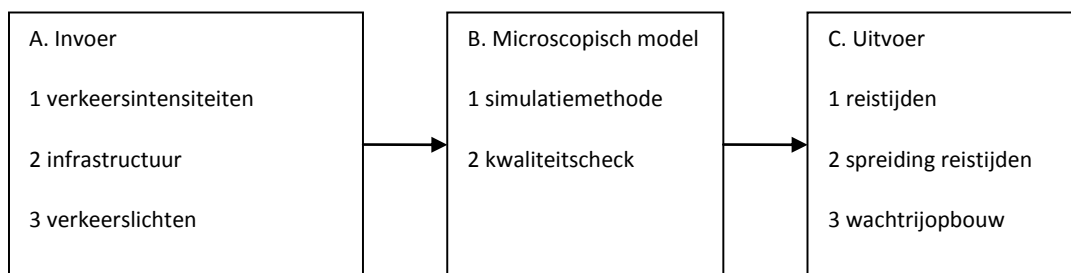 A. Invoer
1 verkeersintensiteiten
2 infrastructuur
3 verkeerslichten
B. Microscopisch model
1 simulatiemethode
2 kwaliteitscheck
C. Uitvoer
1 reistijden
2 spreiding reistijden
3 wachtrijopbouw